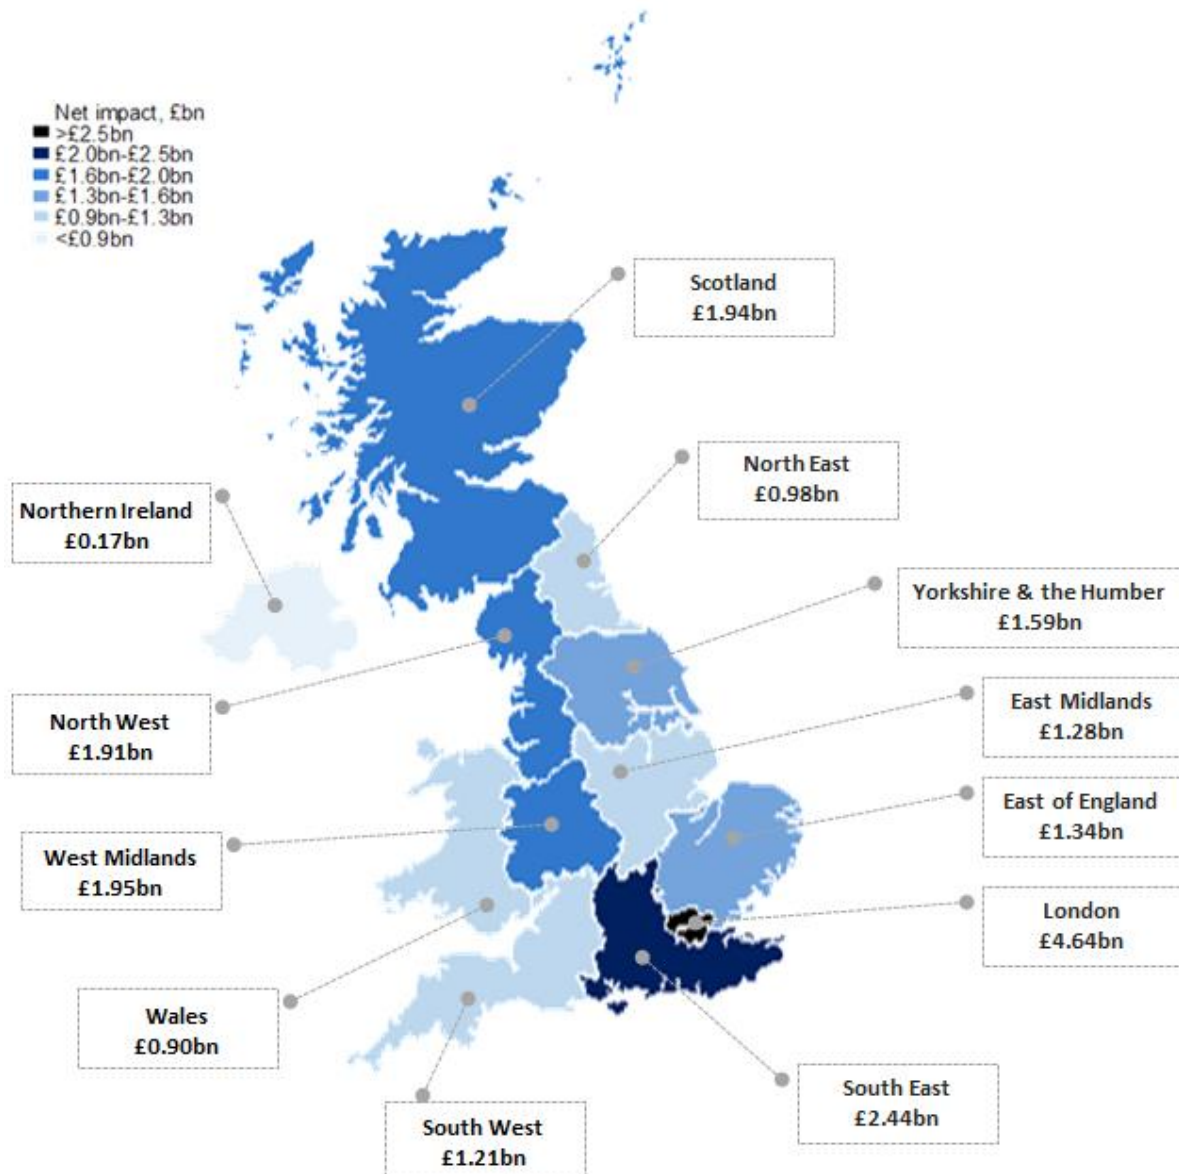 Net impact, £bn
>£2.5bn
£2.0bn-£2.5bn
£1.6bn-£2.0bn
£1.3bn-£1.6bn
£0.9bn-£1.3bn
<£0.9bn
Scotland
£1.94bn
North East
£0.98bn
Northern Ireland
£0.17bn
Yorkshire & the Humber
£1.59bn
North West
£1.91bn
East Midlands
£1.28bn
East of England
£1.34bn
West Midlands
£1.95bn
London
£4.64bn
Wales
£0.90bn
South East
£2.44bn
South West
£1.21bn